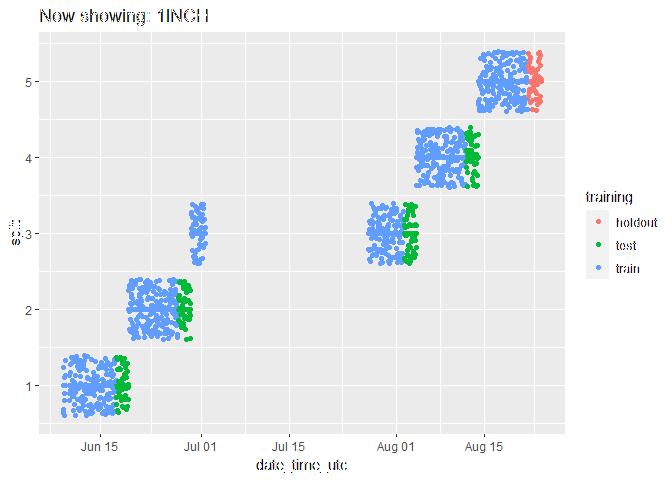 Now showing: 1INCH
5
4
3
2
1
split
Jun 15
Jul 01
Jul 15
Aug 01
Aug 15
date_time_utc
training
holdout
test
train